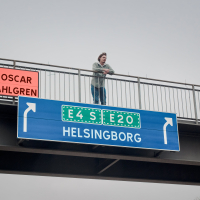 OSCAR
AHLGREN
E4 S E20
HELSINGBORG